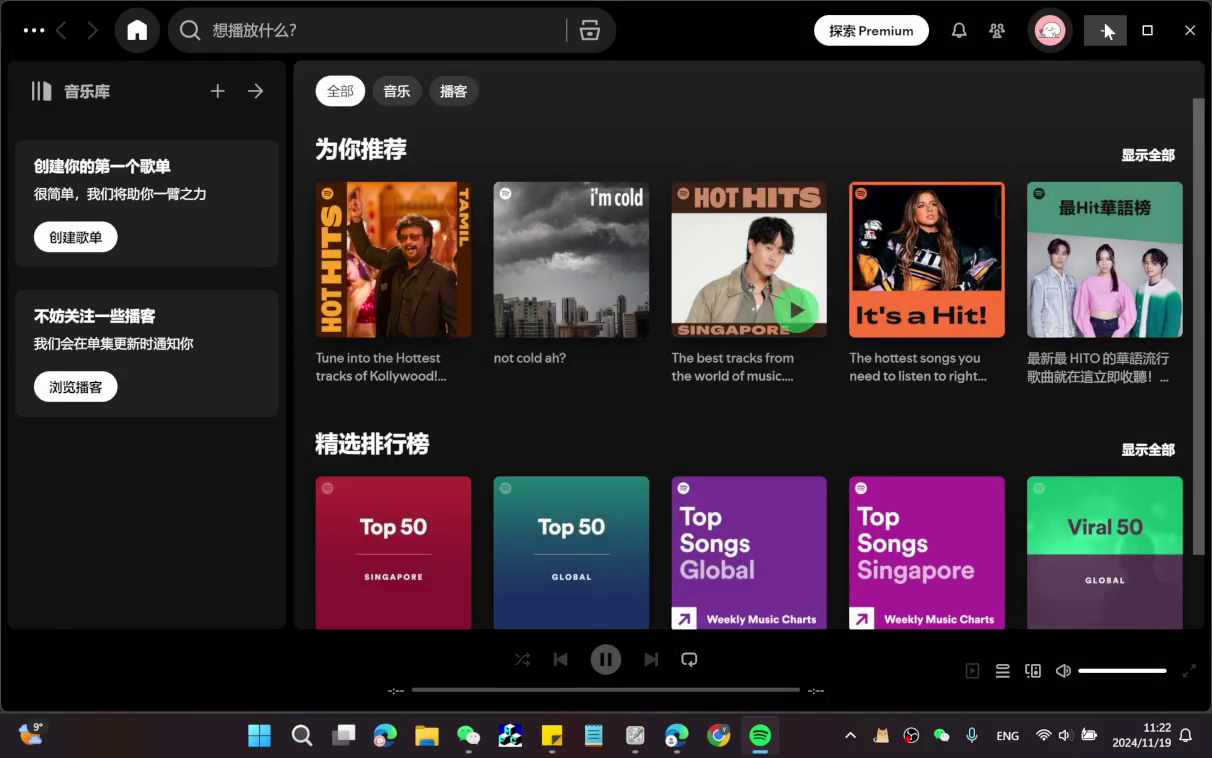 想播放什么?
探索 Premium
音乐库
全部
音乐
播客
创建你的第一个歌单
很简单，我们将助你一臂之力
创建歌单
不妨关注一些播客
我们会在单集更新时通知你
浏览播客
为你推荐
显示全部
HOT HITS
TAMIL
i'm cold
HOT HITS
SINGAPORE
It's a Hit!
最Hit華語榜
Tune into the Hottest
tracks of Kollywood!...
not cold ah?
The best tracks from
the world of music....
The hottest songs you
need to listen to right...
最新最 HITO 的華語流行
歌曲就在這立即收聽！...
精选排行榜
显示全部
Top 50
SINGAPORE
Top 50
GLOBAL
Top
Songs
Global
Weekly Music Charts
Top
Songs
Singapore
Weekly Music Charts
Viral 50
GLOBAL
-:--
-:--
9°
ENG
11:22
2024/11/19